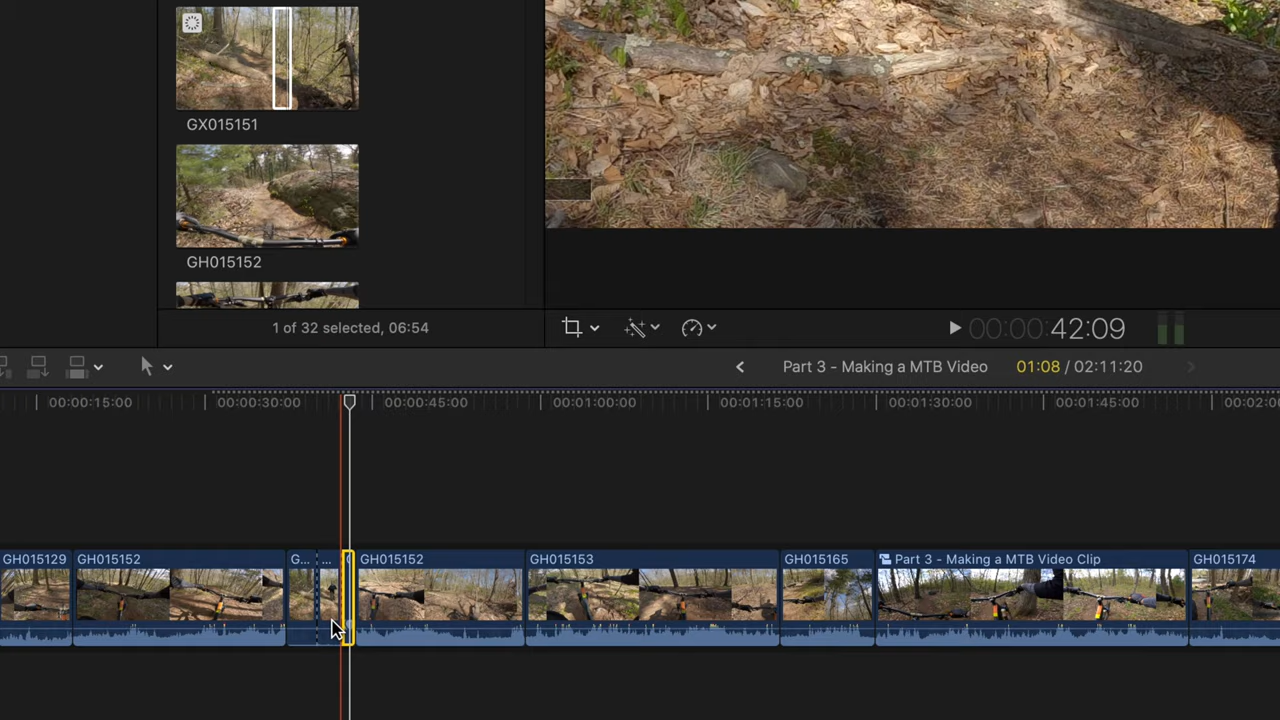 GX015151
GH015152
1 of 32 selected, 06:54
00:00:42:09
Part 3 - Making a MTB Video
01:08 / 02:11:20
00:00:15:00
00:00:30:00
00:00:45:00
00:01:00:00
00:01:15:00
00:01:30:00
00:01:45:00
00:02:0
GH015129
GH015152
G...
...
GH015152
GH015153
GH015165
Part 3 - Making a MTB Video Clip
GH015174